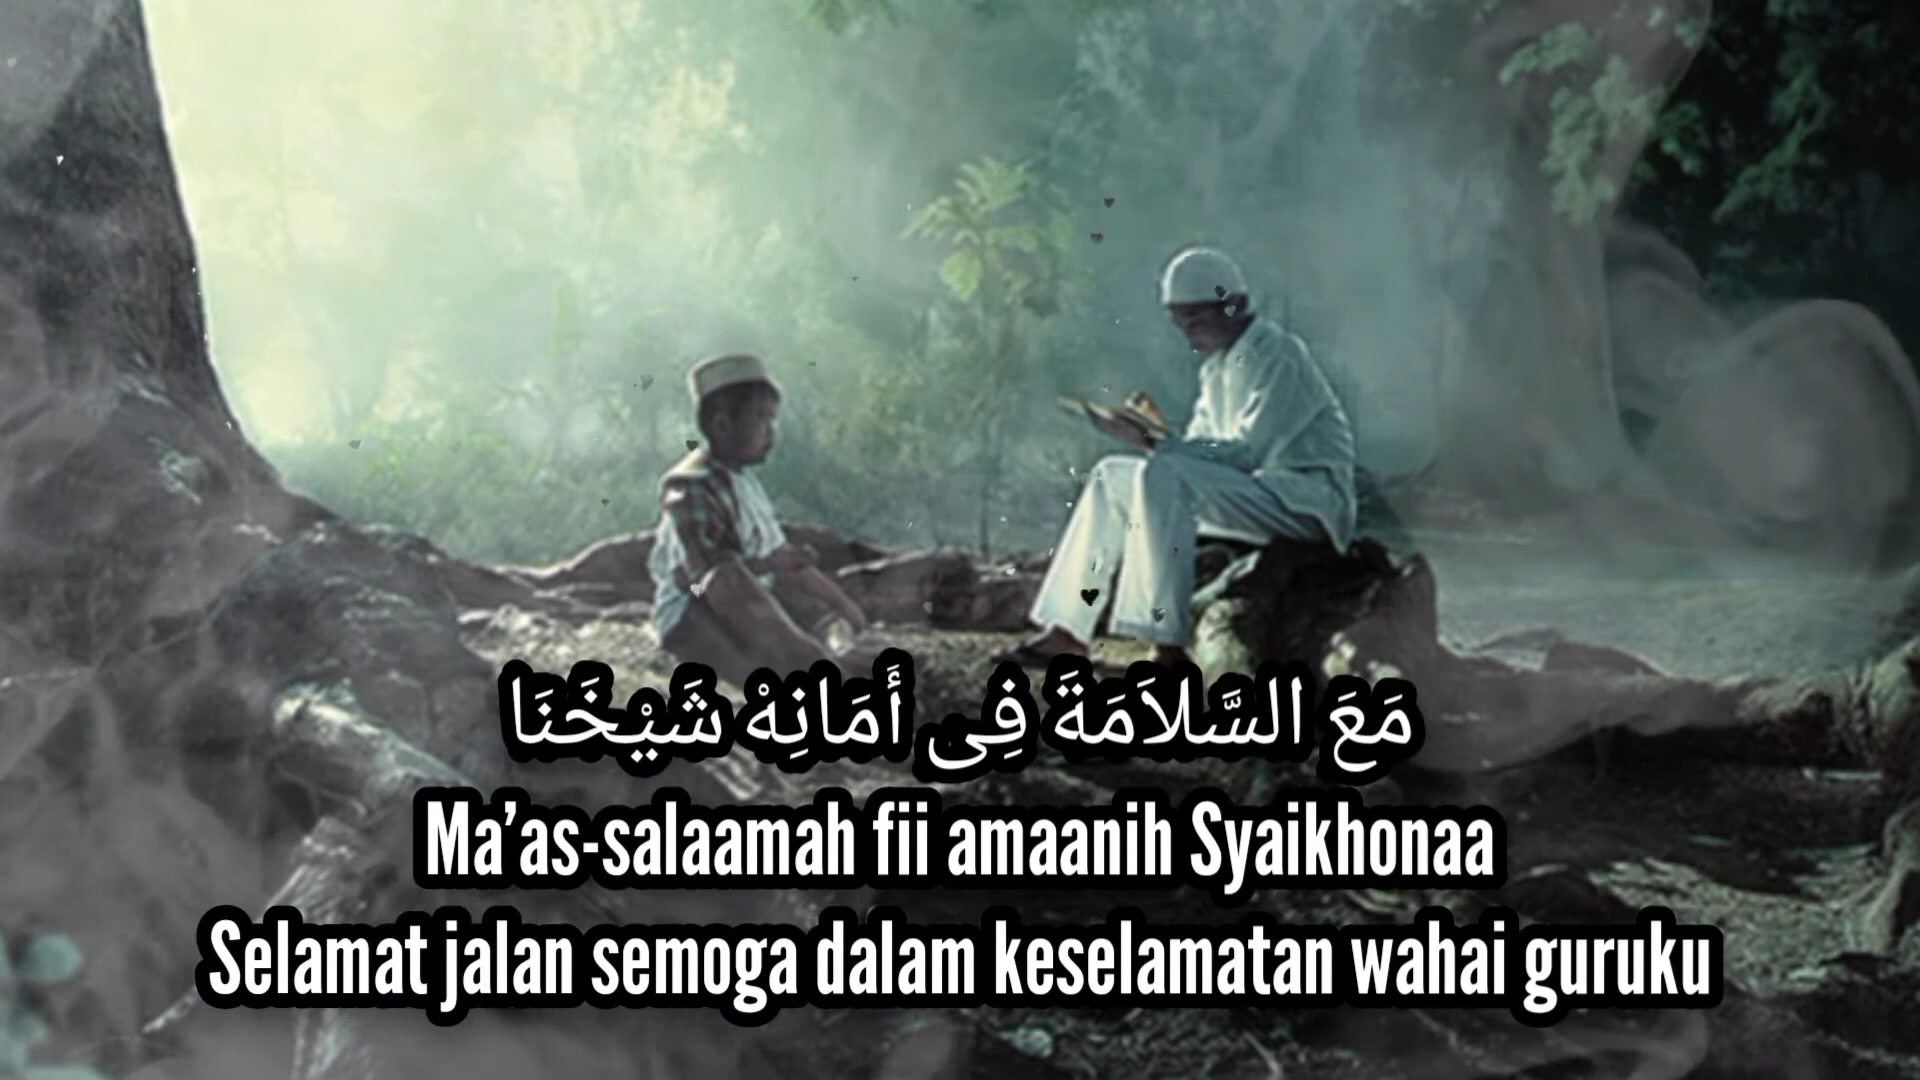 مَعَ السَّلاَمَةَ فِى أَمَانِهْ شَيْخَنَا
Ma’as-salaamah fii amaanih Syaikhonaa
Selamat jalan semoga dalam keselamatan wahai guruku